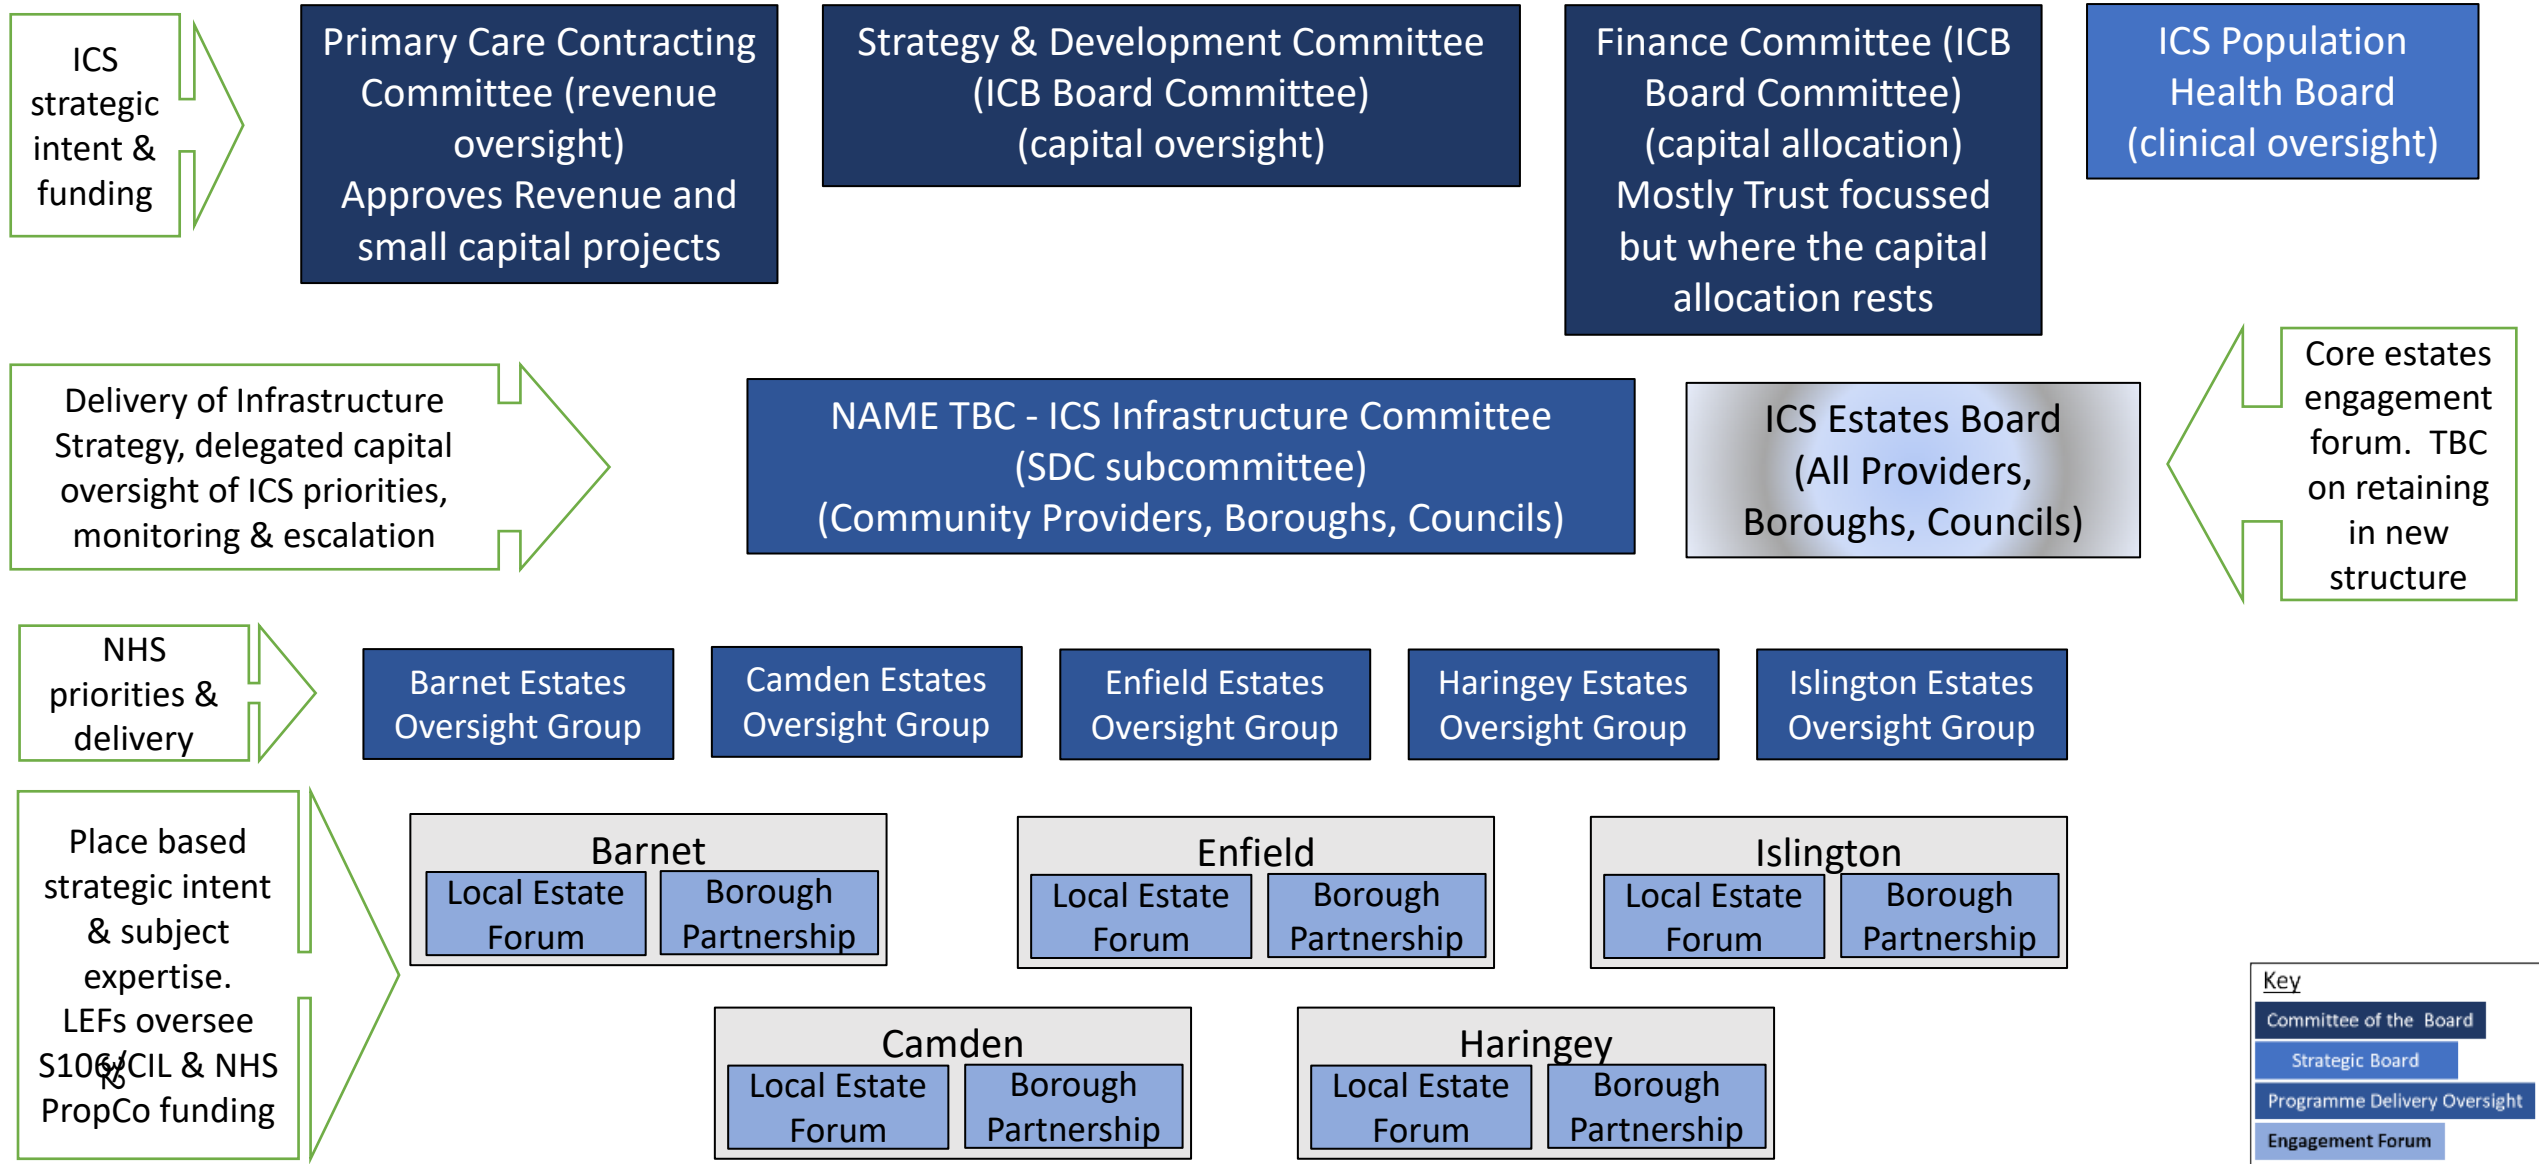 ICS
strategic
intent &
funding
Primary Care Contracting
Committee (revenue
oversight)
Approves Revenue and
small capital projects
Strategy & Development Committee
(ICB Board Committee)
(capital oversight)
Finance Committee (ICB
Board Committee)
(capital allocation)
Mostly Trust focussed
but where the capital
allocation rests
ICS Population
Health Board
(clinical oversight)
Delivery of Infrastructure
Strategy, delegated capital
oversight of ICS priorities,
monitoring & escalation
NAME TBC - ICS Infrastructure Committee
(SDC subcommittee)
(Community Providers, Boroughs, Councils)
ICS Estates Board
(All Providers,
Boroughs, Councils)
Core estates
engagement
forum. TBC
on retaining
in new
structure
NHS
priorities &
delivery
Barnet Estates
Oversight Group
Camden Estates
Oversight Group
Enfield Estates
Oversight Group
Haringey Estates
Oversight Group
Islington Estates
Oversight Group
Place based
strategic intent
& subject
expertise.
LEFs oversee
S106/CIL & NHS
PropCo funding
Barnet
Local Estate
Forum
Borough
Partnership
Enfield
Local Estate
Forum
Borough
Partnership
Islington
Local Estate
Forum
Borough
Partnership
Camden
Local Estate
Forum
Borough
Partnership
Haringey
Local Estate
Forum
Borough
Partnership
Key
Committee of the Board
Strategic Board
Programme Delivery Oversight
Engagement Forum